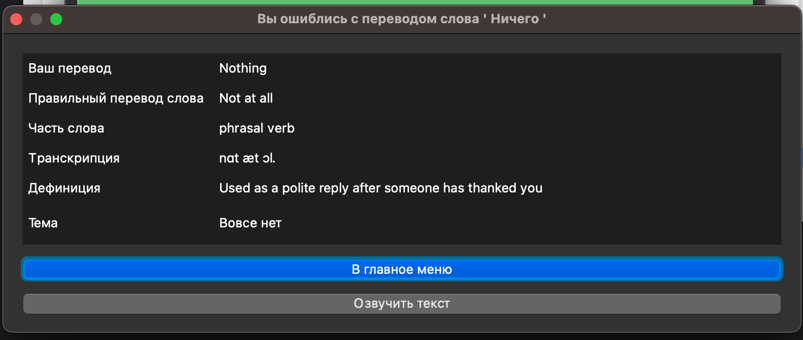 Вы ошиблись с переводом слова ' Ничего '
Ваш перевод Nothing
Правильный перевод слова Not at all
Часть слова phrasal verb
Транскрипция nɑt æt ɔl.
Дефиниция Used as a polite reply after someone has thanked you
Тема Вовсе нет
В главное меню
Озвучить текст